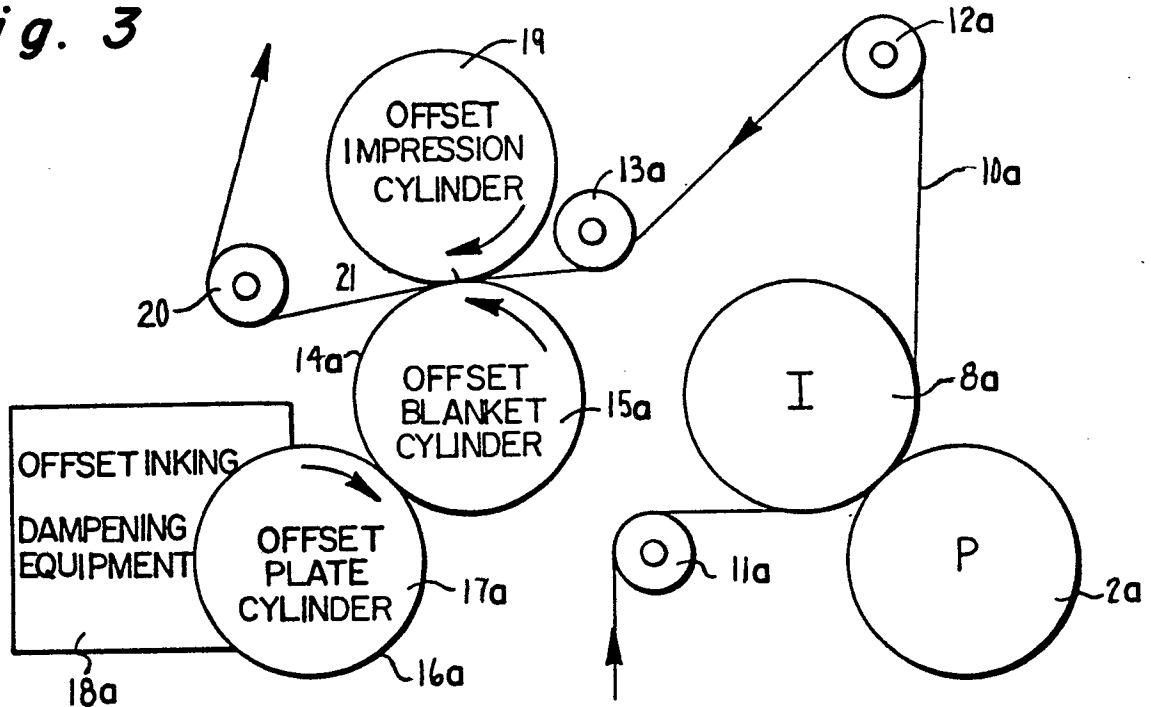 ig. 3
19
12a
OFFSET
IMPRESSION
CYLINDER
13a
10a
21
20
14a
I
8a
OFFSET
BLANKET
CYLINDER
15a
OFFSET INKING
DAMPENING
EQUIPMENT
OFFSET
PLATE
CYLINDER
17a
11a
P
2a
18a
16a